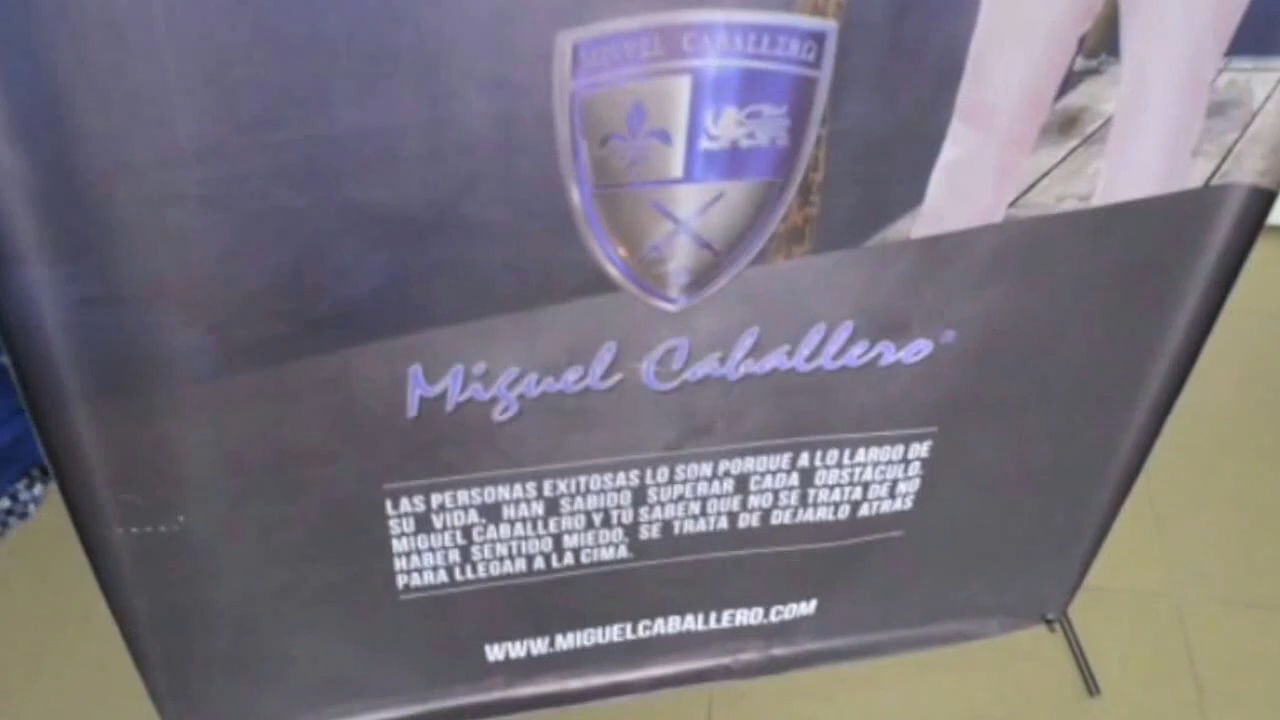 MIGUEL CABALLERO
Miguel Caballero
LAS PERSONAS EXITOSAS LO SON PORQUE A LO LARGO DE
SU VIDA, HAN SABIDO SUPERAR CADA OBSTÁCULO.
MIGUEL CABALLERO Y TÚ SABEN QUE NO SE TRATA DE NO
HABER SENTIDO MIEDO, SE TRATA DE DEJARLO ATRÁS
PARA LLEGAR A LA CIMA.
WWW.MIGUELCABALLERO.COM